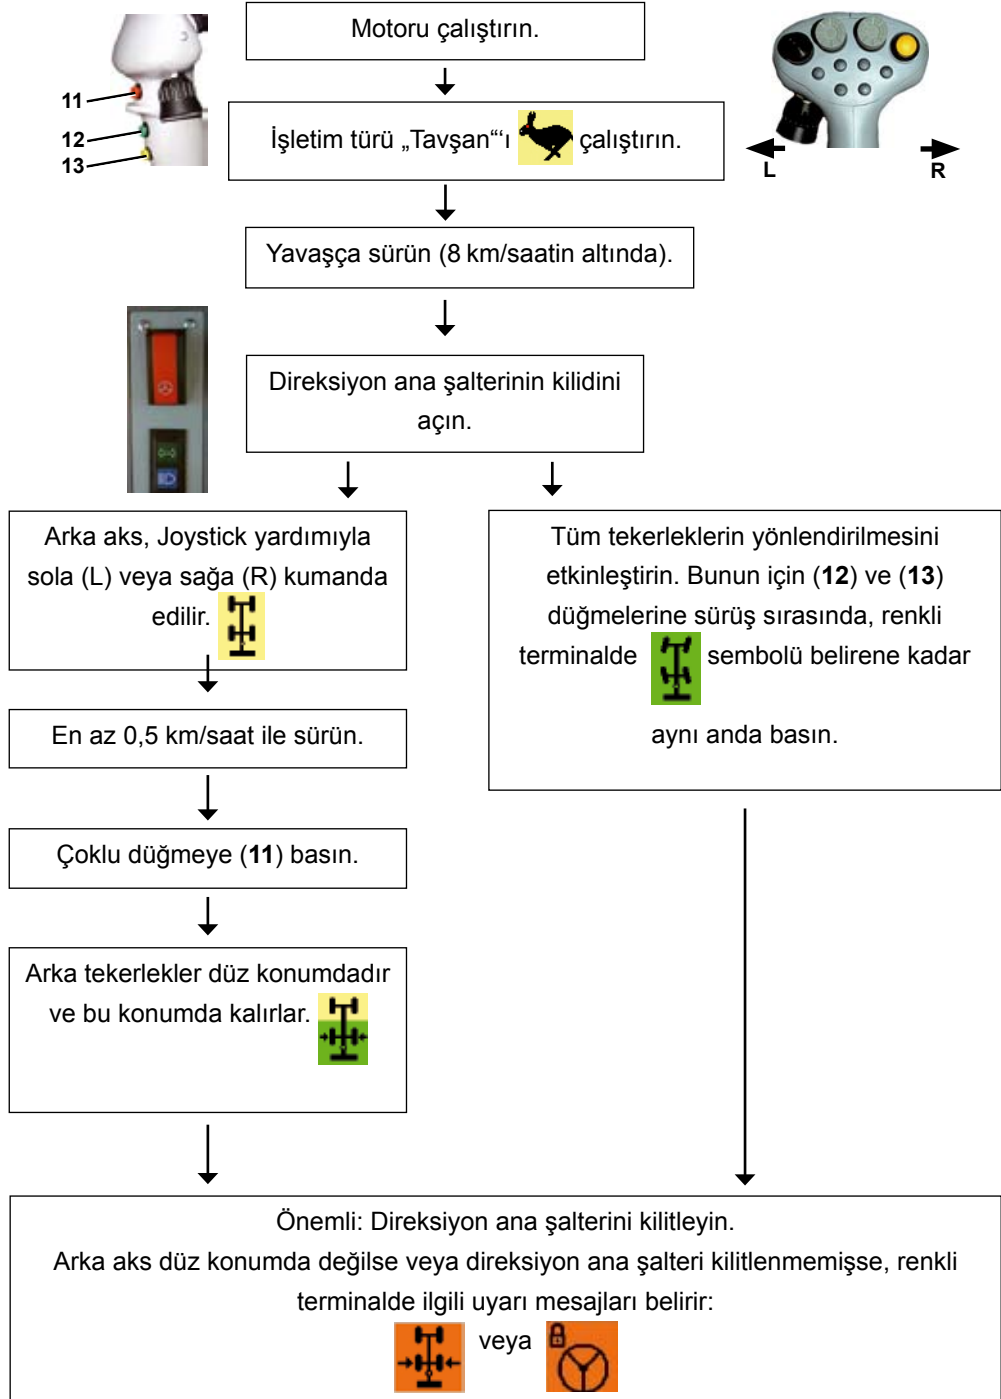 Motoru çalıştırın.
11
12
13
İşletim türü „Tavşan“‘ı çalıştırın.
L
R
Yavaşça sürün (8 km/saatin altında).
Direksiyon ana şalterinin kilidini
açın.
Arka aks, Joystick yardımıyla
sola (L) veya sağa (R) kumanda
edilir.
Tüm tekerleklerin yönlendirilmesini
etkinleştirin. Bunun için (12) ve (13)
düğmelerine sürüş sırasında, renkli
terminalde sembolü belirene kadar
aynı anda basın.
En az 0,5 km/saat ile sürün.
Çoklu düğmeye (11) basın.
Arka tekerlekler düz konumdadır
ve bu konumda kalırlar.
Önemli: Direksiyon ana şalterini kilitleyin.
Arka aks düz konumda değilse veya direksiyon ana şalteri kilitlenmemişse, renkli
terminalde ilgili uyarı mesajları belirir:
veya